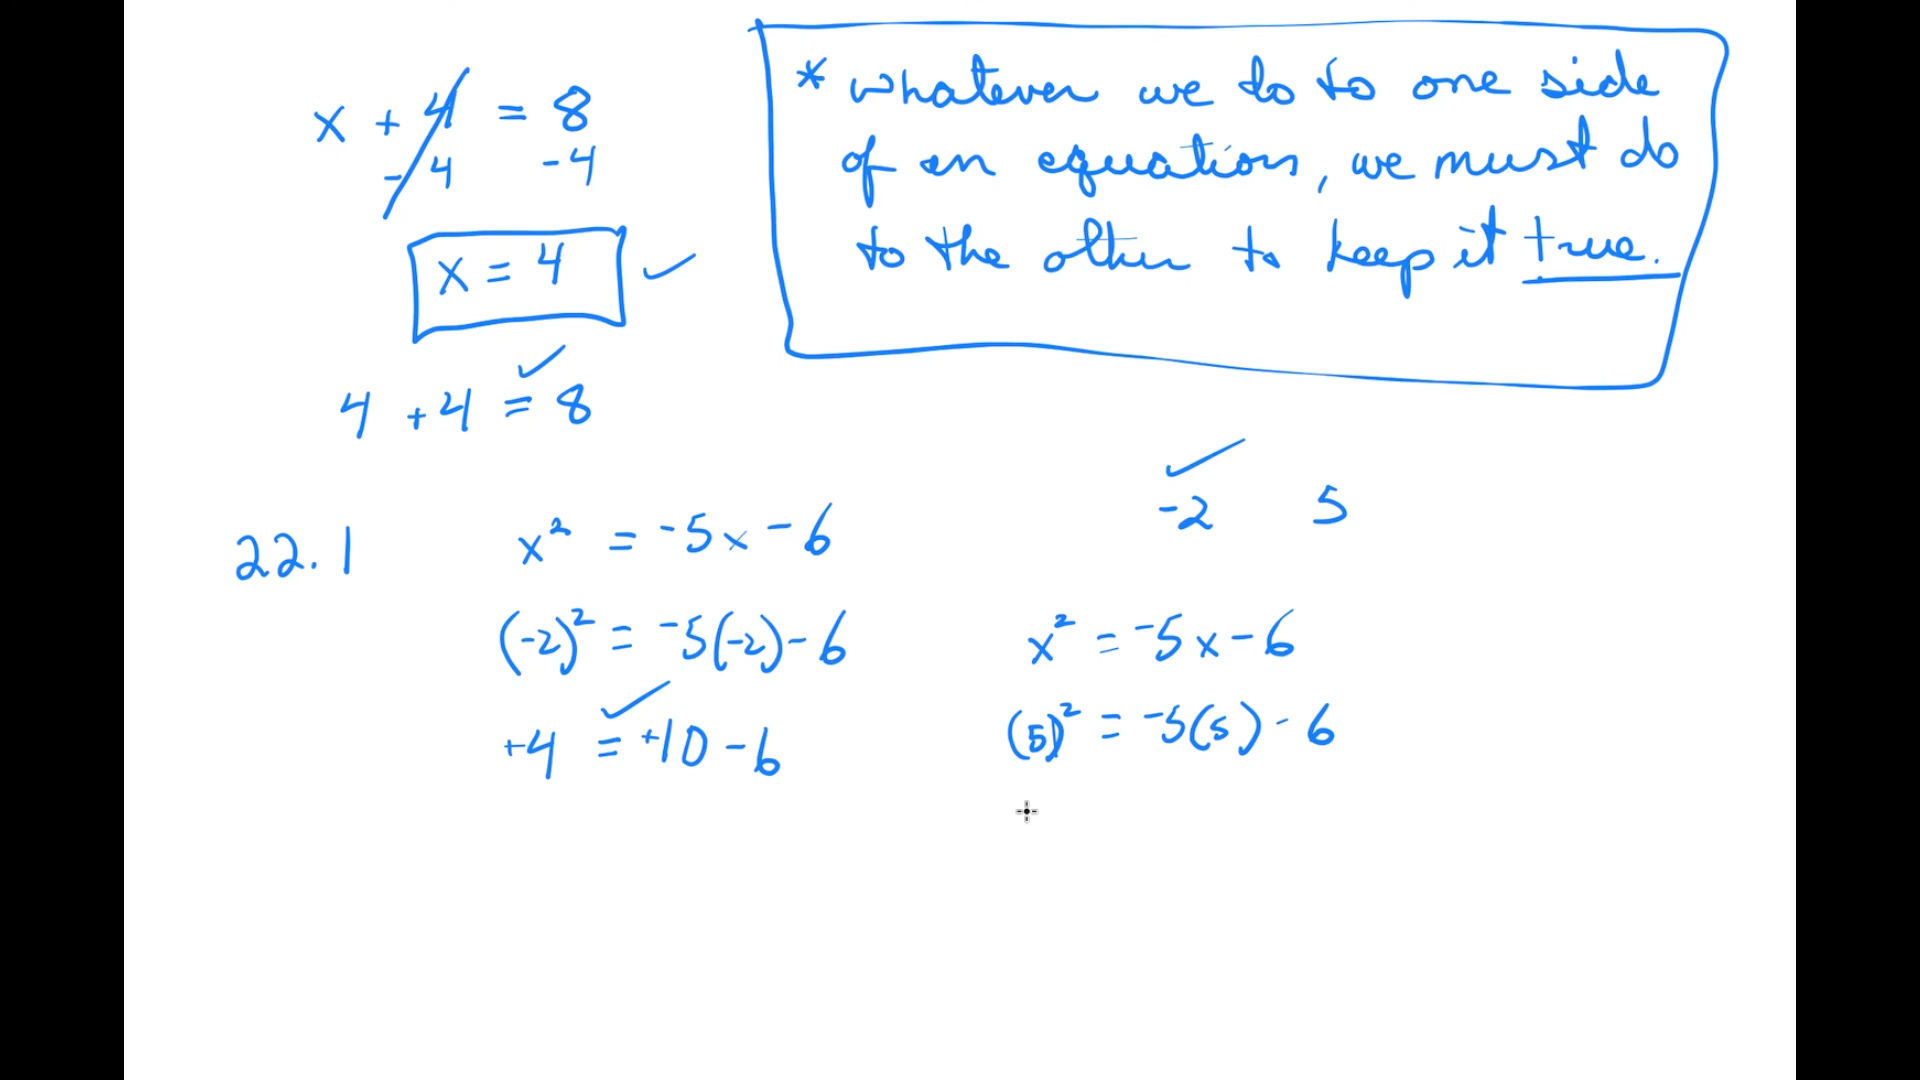 x + 4 = 8
- 4 -4
x = 4 ✓
✓
4 + 4 = 8
* whatever we do to one side
of an equation, we must do
to the other to keep it true.
✓
-2 5
22.1 x² = -5x - 6
(-2)² = -5(-2) - 6
✓
+4 = +10 - 6
x² = -5x - 6
(5)² = -5(5) - 6